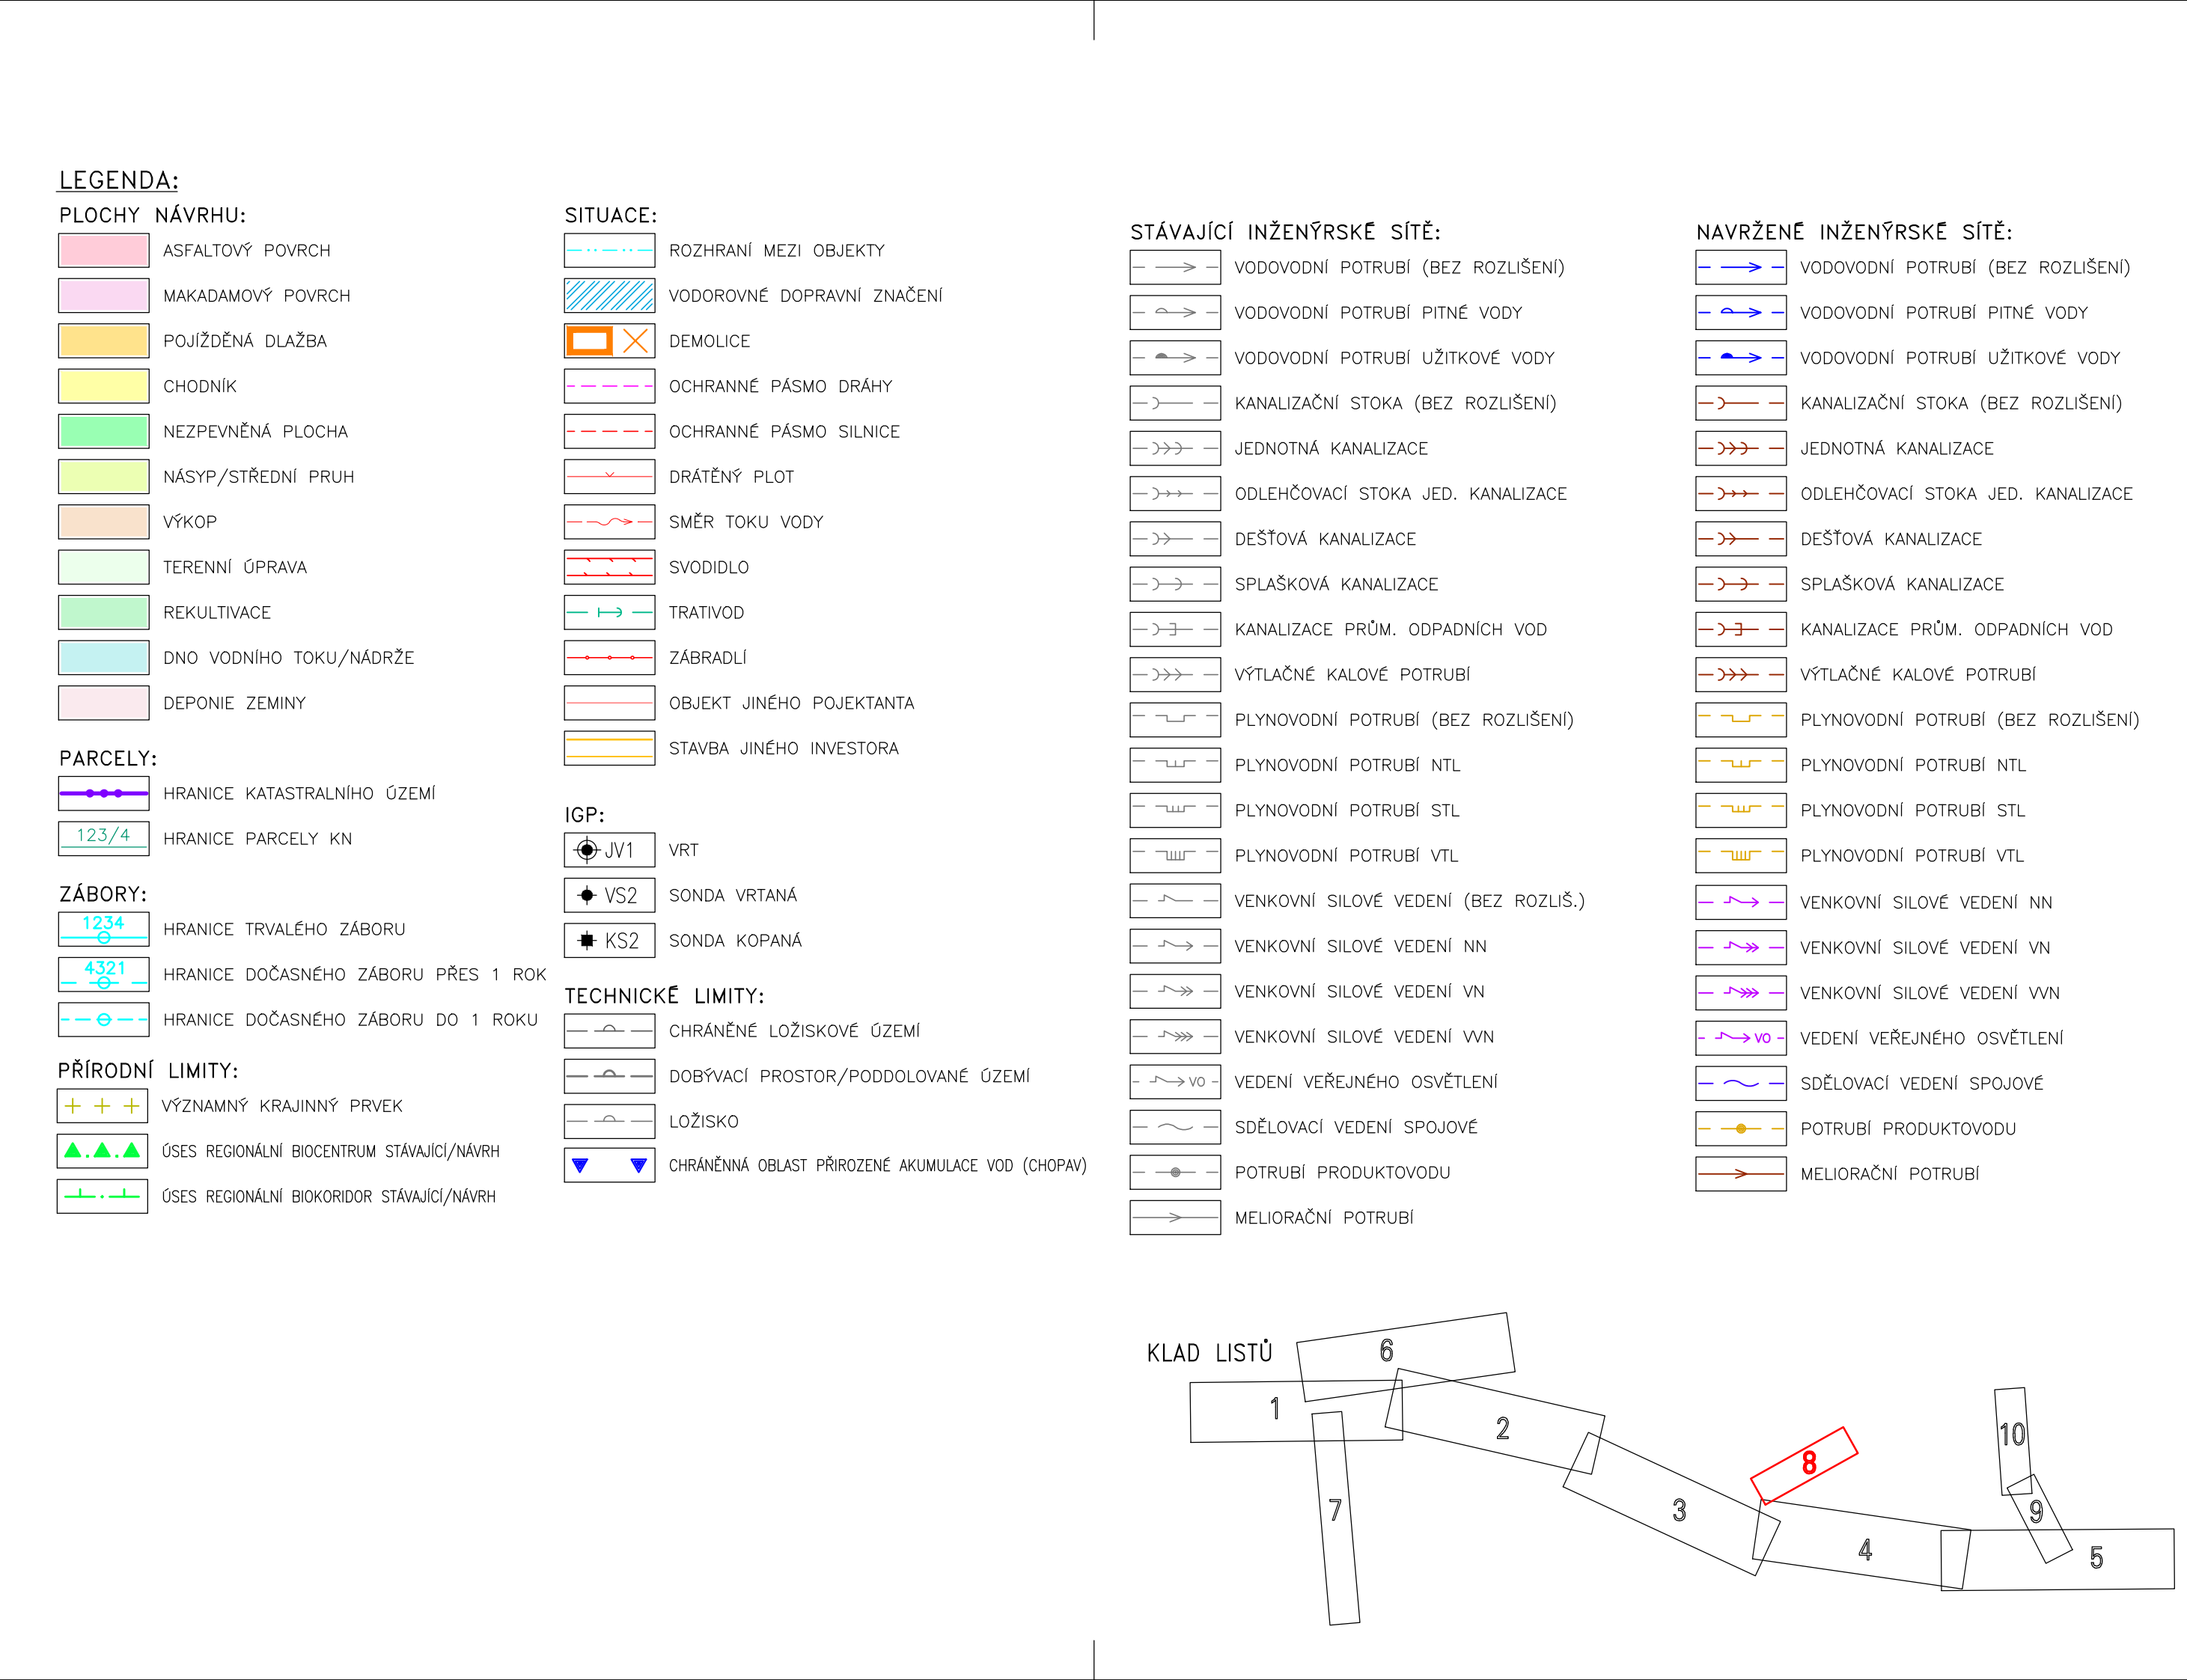 LEGENDA:
PLOCHY NÁVRHU:
ASFALTOVÝ POVRCH
MAKADAMOVÝ POVRCH
POJÍŽDĚNÁ DLAŽBA
CHODNÍK
NEZPEVNĚNÁ PLOCHA
NÁSYP/STŘEDNÍ PRUH
VÝKOP
TERENNÍ ÚPRAVA
REKULTIVACE
DNO VODNÍHO TOKU/NÁDRŽE
DEPONIE ZEMINY
PARCELY:
HRANICE KATASTRALNÍHO ÚZEMÍ
123/4 HRANICE PARCELY KN
ZÁBORY:
1234 HRANICE TRVALÉHO ZÁBORU
4321 HRANICE DOČASNÉHO ZÁBORU PŘES 1 ROK
HRANICE DOČASNÉHO ZÁBORU DO 1 ROKU
PŘÍRODNÍ LIMITY:
VÝZNAMNÝ KRAJINNÝ PRVEK
ÚSES REGIONÁLNÍ BIOCENTRUM STÁVAJÍCÍ/NÁVRH
ÚSES REGIONÁLNÍ BIOKORIDOR STÁVAJÍCÍ/NÁVRH
SITUACE:
ROZHRANÍ MEZI OBJEKTY
VODOROVNÉ DOPRAVNÍ ZNAČENÍ
DEMOLICE
OCHRANNÉ PÁSMO DRÁHY
OCHRANNÉ PÁSMO SILNICE
DRÁTĚNÝ PLOT
SMĚR TOKU VODY
SVODIDLO
TRATIVOD
ZÁBRADLÍ
OBJEKT JINÉHO POJEKTANTA
STAVBA JINÉHO INVESTORA
IGP:
JV1 VRT
VS2 SONDA VRTANÁ
KS2 SONDA KOPANÁ
TECHNICKÉ LIMITY:
CHRÁNĚNÉ LOŽISKOVÉ ÚZEMÍ
DOBÝVACÍ PROSTOR/PODDOLOVANÉ ÚZEMÍ
LOŽISKO
CHRÁNĚNNÁ OBLAST PŘIROZENÉ AKUMULACE VOD (CHOPAV)
STÁVAJÍCÍ INŽENÝRSKÉ SÍTĚ:
VODOVODNÍ POTRUBÍ (BEZ ROZLIŠENÍ)
VODOVODNÍ POTRUBÍ PITNÉ VODY
VODOVODNÍ POTRUBÍ UŽITKOVÉ VODY
KANALIZAČNÍ STOKA (BEZ ROZLIŠENÍ)
JEDNOTNÁ KANALIZACE
ODLEHČOVACÍ STOKA JED. KANALIZACE
DEŠŤOVÁ KANALIZACE
SPLAŠKOVÁ KANALIZACE
KANALIZACE PRŮM. ODPADNÍCH VOD
VÝTLAČNÉ KALOVÉ POTRUBÍ
PLYNOVODNÍ POTRUBÍ (BEZ ROZLIŠENÍ)
PLYNOVODNÍ POTRUBÍ NTL
PLYNOVODNÍ POTRUBÍ STL
PLYNOVODNÍ POTRUBÍ VTL
VENKOVNÍ SILOVÉ VEDENÍ (BEZ ROZLIŠ.)
VENKOVNÍ SILOVÉ VEDENÍ NN
VENKOVNÍ SILOVÉ VEDENÍ VN
VENKOVNÍ SILOVÉ VEDENÍ VVN
VO VEDENÍ VEŘEJNÉHO OSVĚTLENÍ
SDĚLOVACÍ VEDENÍ SPOJOVÉ
POTRUBÍ PRODUKTOVODU
MELIORAČNÍ POTRUBÍ
NAVRŽENÉ INŽENÝRSKÉ SÍTĚ:
VODOVODNÍ POTRUBÍ (BEZ ROZLIŠENÍ)
VODOVODNÍ POTRUBÍ PITNÉ VODY
VODOVODNÍ POTRUBÍ UŽITKOVÉ VODY
KANALIZAČNÍ STOKA (BEZ ROZLIŠENÍ)
JEDNOTNÁ KANALIZACE
ODLEHČOVACÍ STOKA JED. KANALIZACE
DEŠŤOVÁ KANALIZACE
SPLAŠKOVÁ KANALIZACE
KANALIZACE PRŮM. ODPADNÍCH VOD
VÝTLAČNÉ KALOVÉ POTRUBÍ
PLYNOVODNÍ POTRUBÍ (BEZ ROZLIŠENÍ)
PLYNOVODNÍ POTRUBÍ NTL
PLYNOVODNÍ POTRUBÍ STL
PLYNOVODNÍ POTRUBÍ VTL
VENKOVNÍ SILOVÉ VEDENÍ NN
VENKOVNÍ SILOVÉ VEDENÍ VN
VENKOVNÍ SILOVÉ VEDENÍ VVN
VO VEDENÍ VEŘEJNÉHO OSVĚTLENÍ
SDĚLOVACÍ VEDENÍ SPOJOVÉ
POTRUBÍ PRODUKTOVODU
MELIORAČNÍ POTRUBÍ
KLAD LISTŮ
6
1
2
7
3
8
4
10
9
5